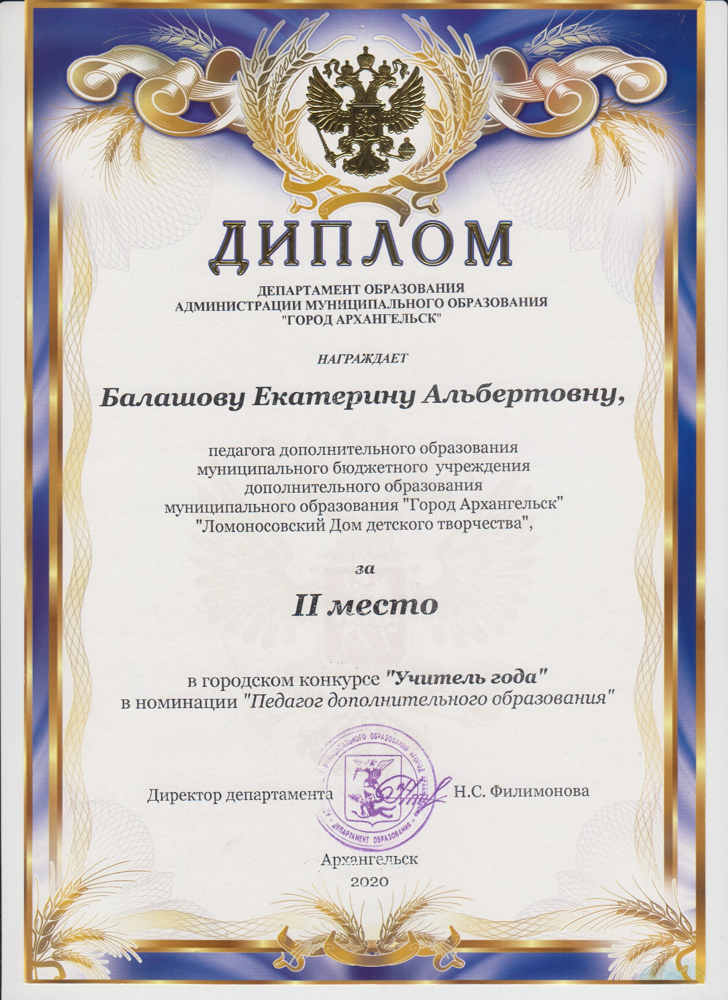 ДИПЛОМ
ДЕПАРТАМЕНТ ОБРАЗОВАНИЯ
АДМИНИСТРАЦИИ МУНИЦИПАЛЬНОГО ОБРАЗОВАНИЯ
"ГОРОД АРХАНГЕЛЬСК"
НАГРАЖДАЕТ
Балашову Екатерину Альбертовну,
педагога дополнительного образования
муниципального бюджетного учреждения
дополнительного образования
муниципального образования "Город Архангельск"
"Ломоносовский Дом детского творчества",
за
II место
в городском конкурсе "Учитель года"
в номинации "Педагог дополнительного образования"
ОБРАЗОВАНИЯ «ГОРОД
ДЕПАРТАМЕНТ ОБРАЗОВАНИЯ
Директор департамента
Н.С. Филимонова
Архангельск
2020